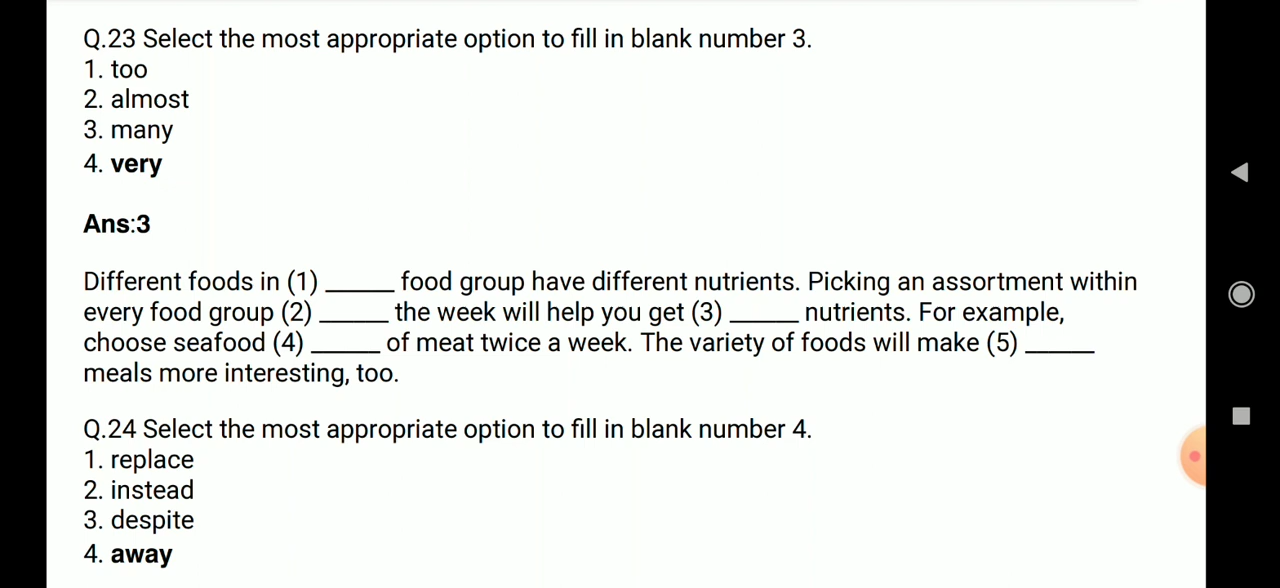 Q.23 Select the most appropriate option to fill in blank number 3.
1. too
2. almost
3. many
4. very
Ans:3
Different foods in (1) ______ food group have different nutrients. Picking an assortment within
every food group (2) ______ the week will help you get (3) ______ nutrients. For example,
choose seafood (4) ______ of meat twice a week. The variety of foods will make (5) ______
meals more interesting, too.
Q.24 Select the most appropriate option to fill in blank number 4.
1. replace
2. instead
3. despite
4. away